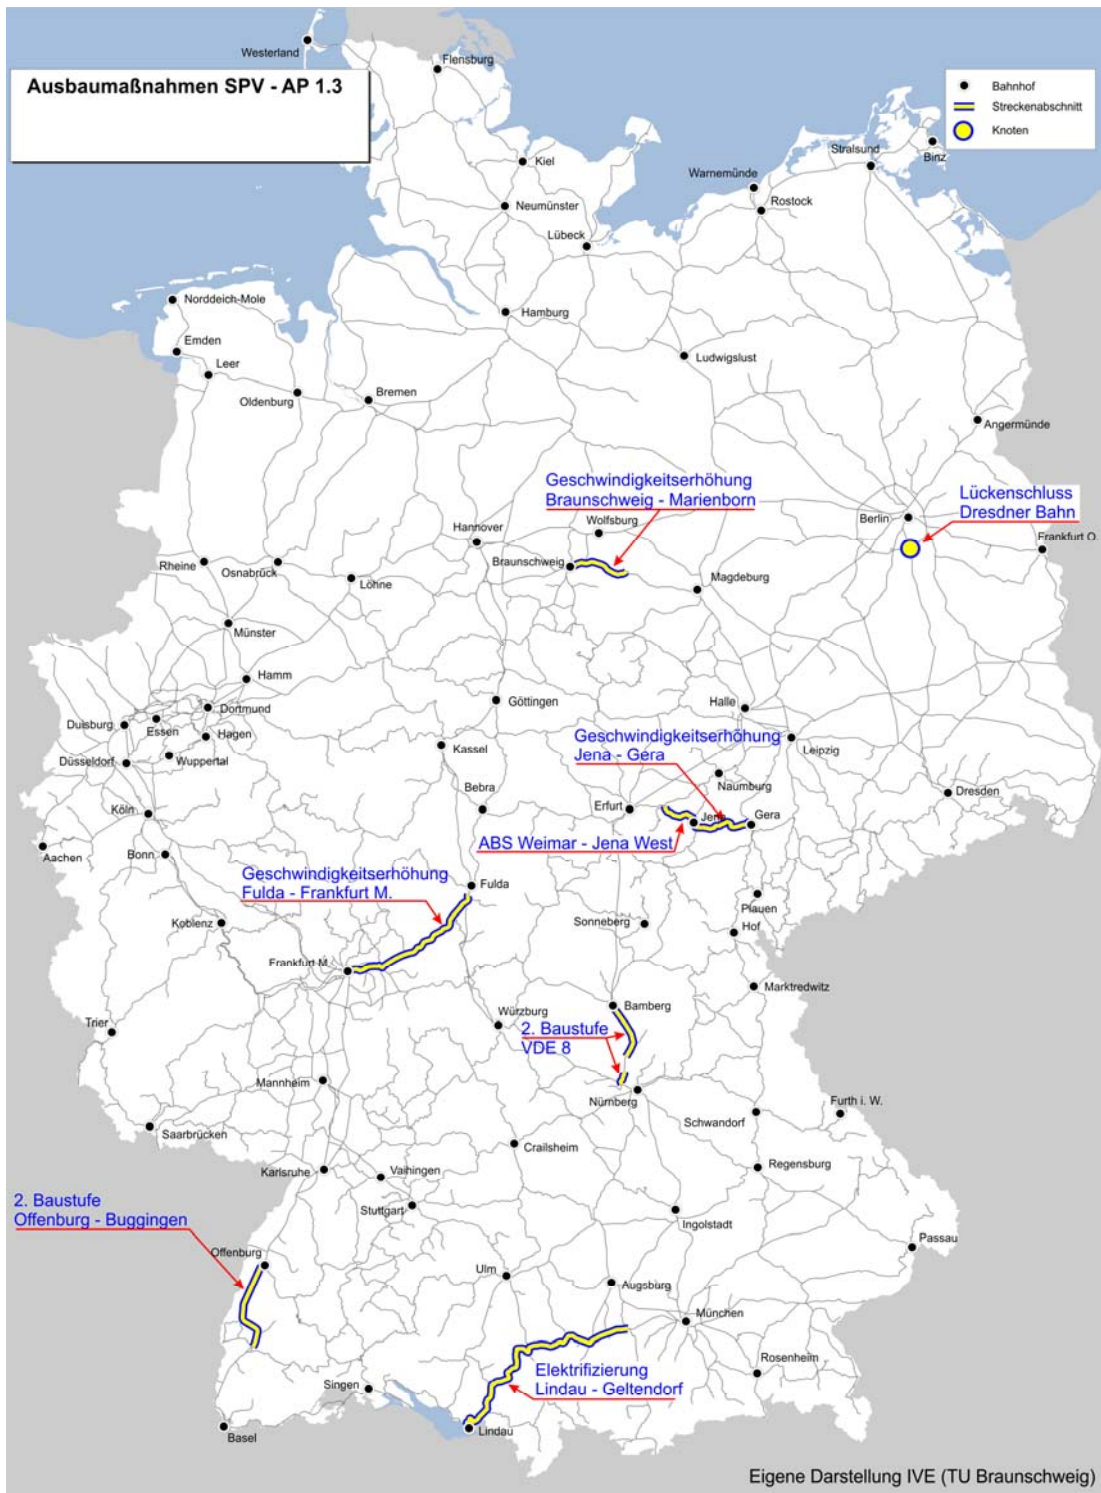 Westerland
Flensburg
Ausbaumaßnahmen SPV - AP 1.3
Bahnhof
Streckenabschnitt
Knoten
Kiel
Stralsund
Binz
Warnemünde
Rostock
Neumünster
Lübeck
Norddeich-Mole
Hamburg
Emden
Leer
Ludwigslust
Oldenburg
Bremen
Angermünde
Geschwindigkeitserhöhung
Braunschweig - Marienborn
Lückenschluss
Dresdner Bahn
Berlin
Hannover
Wolfsburg
Frankfurt O.
Rheine
Osnabrück
Löhne
Braunschweig
Magdeburg
Münster
Hamm
Göttingen
Halle
Dortmund
Duisburg
Essen
Hagen
Geschwindigkeitserhöhung
Jena - Gera
Leipzig
Kassel
Düsseldorf
Wuppertal
Naumburg
Bebra
Dresden
Köln
Erfurt
Jena
Gera
ABS Weimar - Jena West
Aachen
Bonn
Geschwindigkeitserhöhung
Fulda - Frankfurt M.
Fulda
Plauen
Koblenz
Sonneberg
Hof
Frankfurt M.
Marktredwitz
Bamberg
Würzburg
Trier
2. Baustufe
VDE 8
Mannheim
Nürnberg
Furth i. W.
Schwandorf
Saarbrücken
Crailsheim
Karlsruhe
Vaihingen
Regensburg
2. Baustufe
Offenburg - Buggingen
Stuttgart
Ingolstadt
Passau
Offenburg
Ulm
Augsburg
München
Rosenheim
Elektrifizierung
Lindau - Geltendorf
Singen
Basel
Lindau
Eigene Darstellung IVE (TU Braunschweig)